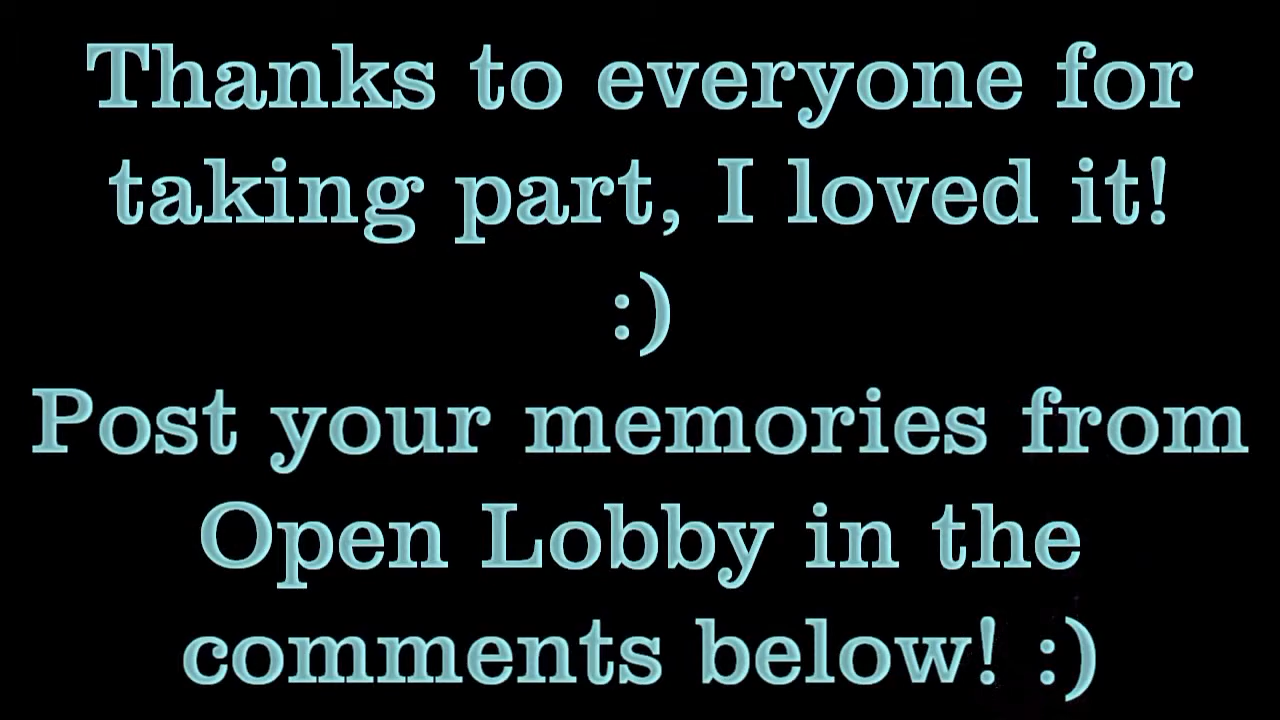 Thanks to everyone for
taking part, I loved it!
:)
Post your memories from
Open Lobby in the
comments below! :)